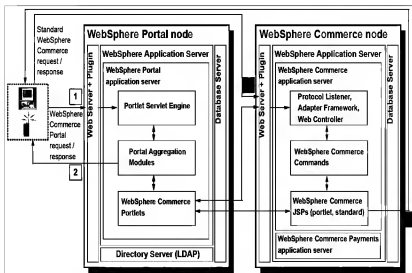 Standard
WebSphere
Commerce
request /
response
1
WebSphere
Commerce
Portal
request /
response
2
WebSphere Portal node
Web Server + Plugin
WebSphere Application Server
WebSphere Portal
application server
Portlet Servlet Engine
Portal Aggregation
Modules
WebSphere Commerce
Portlets
Database Server
Directory Server (LDAP)
WebSphere Commerce node
Web Server + Plugin
WebSphere Application Server
WebSphere Commerce
application server
Protocol Listener,
Adapter Framework,
Web Controller
WebSphere Commerce
Commands
WebSphere Commerce
JSPs (portlet, standard)
WebSphere Commerce Payments
application server
Database Server